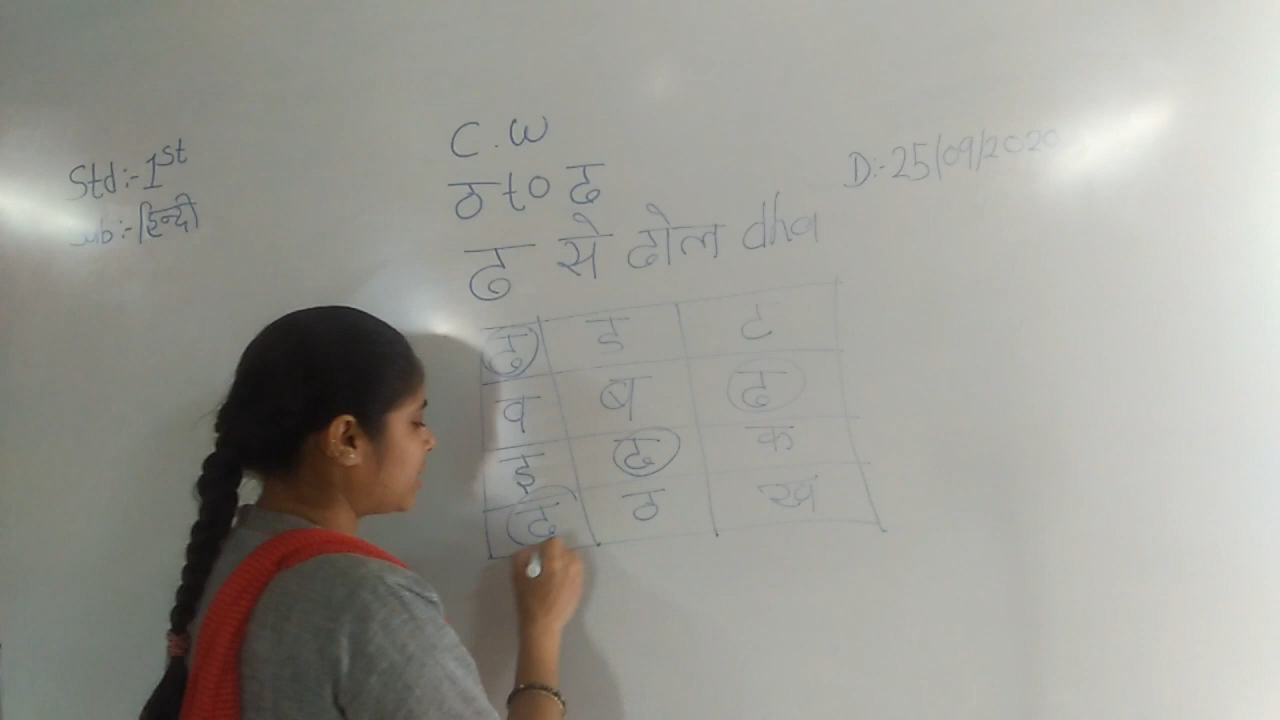 C.W
Std:- 1st
D:-25/09/2020
ठ to ढ
Sub:-हिन्दी
ढ से ढोल dha
ढ ड ट
व ब ढ
इ ढ क
ढ ठ ख